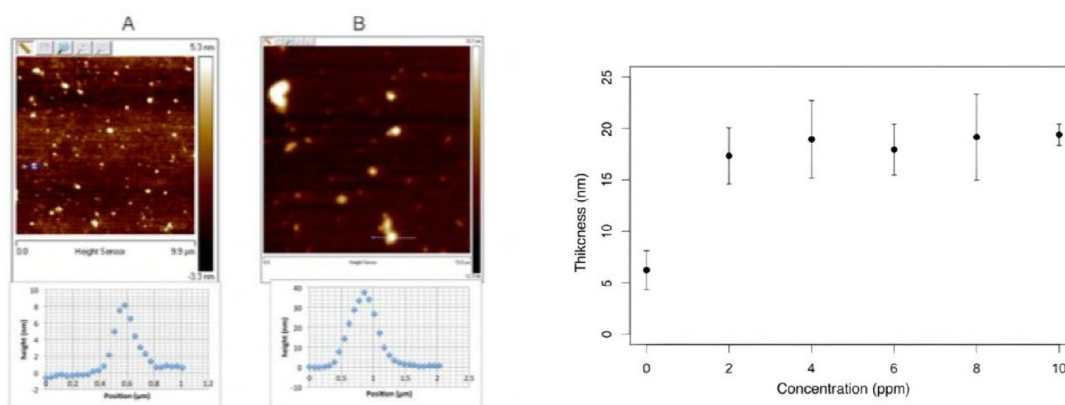 A
B
5.3 nm
-3.3 nm
0.0 Height Sensor 9.9 µm
Height Sensor
10
8
6
4
2
0
-2
0 0.2 0.4 0.6 0.8 1 1.2
height (nm)
Position (µm)
40
30
20
10
0
-10
0 0.5 1 1.5 2 2.5
height (nm)
Position (µm)
25
20
15
10
5
0
Thikcness (nm)
0 2 4 6 8 10
Concentration (ppm)